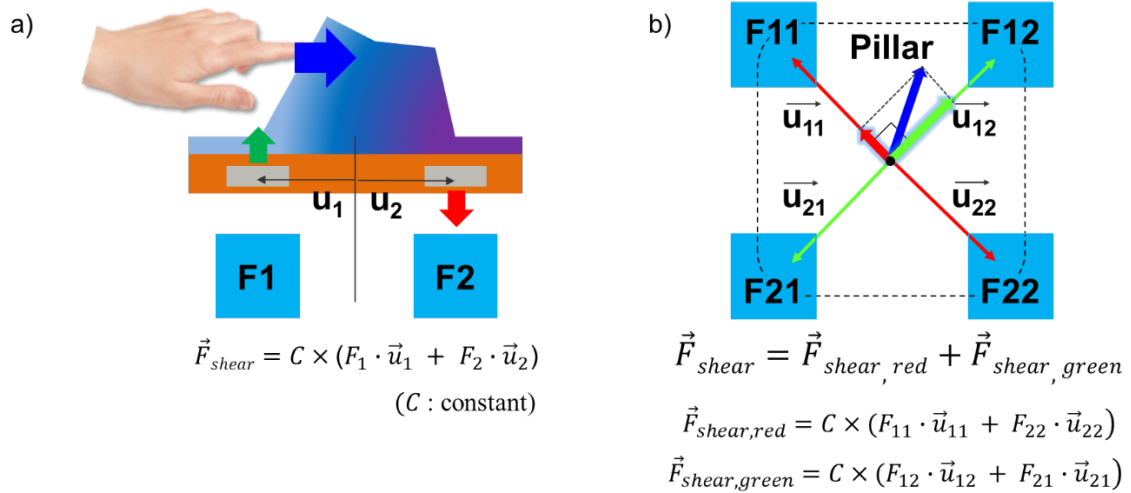 a)
u₁ u₂
F1 F2
F⃗shear = C × (F₁ · u⃗₁ + F₂ · u⃗₂)
(C : constant)
b)
F11 F12
Pillar
u⃗₁₁ u⃗₁₂
u⃗₂₁ u⃗₂₂
F21 F22
F⃗shear = F⃗shear, red + F⃗shear, green
F⃗shear,red = C × (F₁₁ · u⃗₁₁ + F₂₂ · u⃗₂₂)
F⃗shear,green = C × (F₁₂ · u⃗₁₂ + F₂₁ · u⃗₂₁)